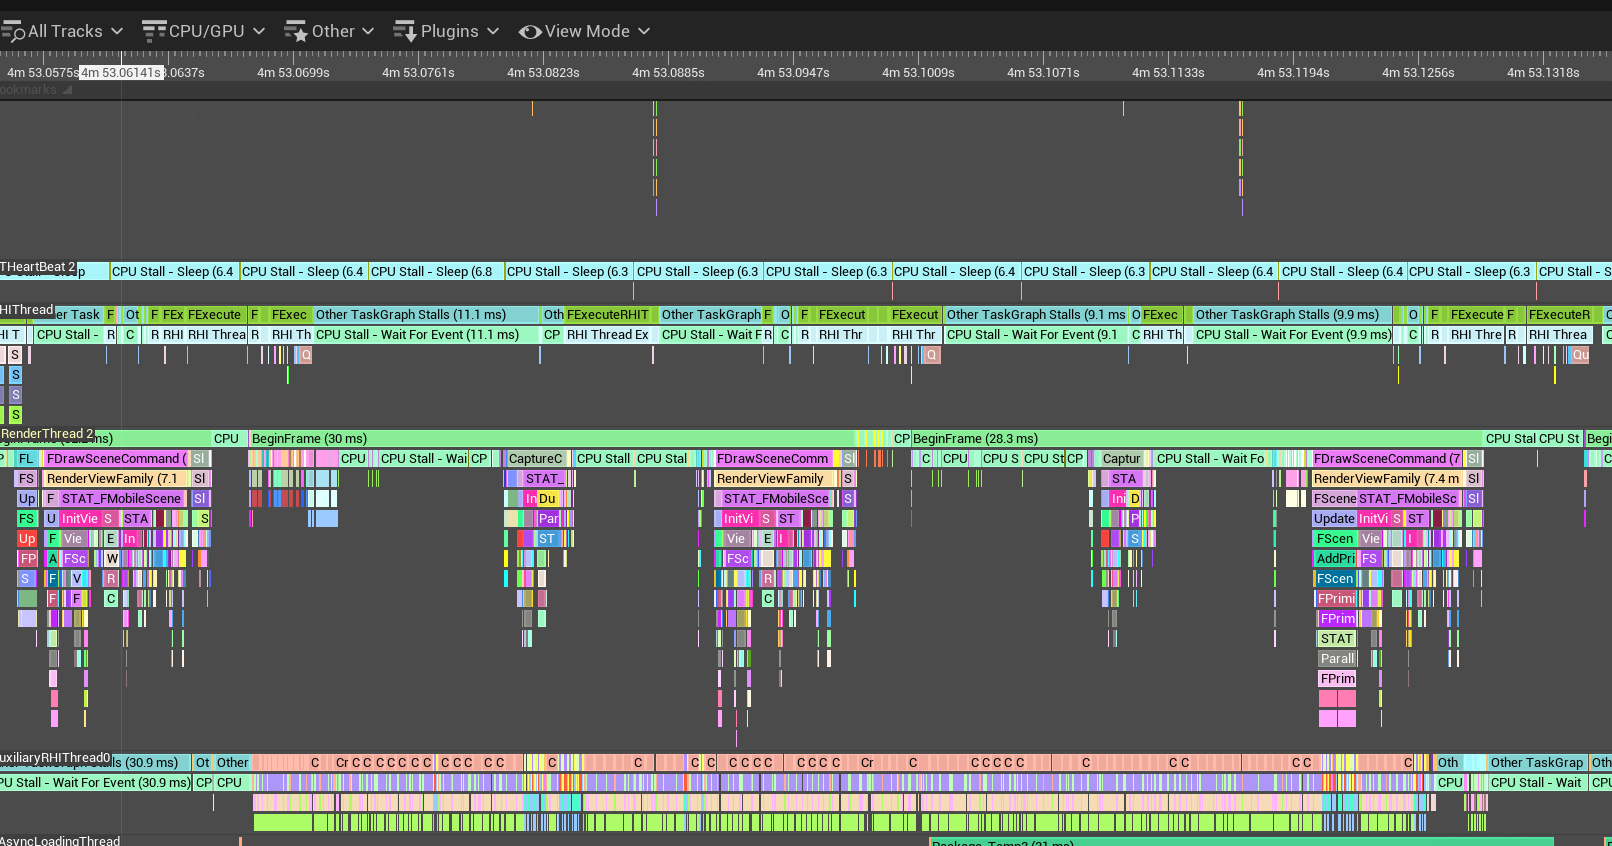 All Tracks CPU/GPU Other Plugins View Mode
4m 53.0575s 4m 53.06141s .0637s 4m 53.0699s 4m 53.0761s 4m 53.0823s 4m 53.0885s 4m 53.0947s 4m 53.1009s 4m 53.1071s 4m 53.1133s 4m 53.1194s 4m 53.1256s 4m 53.1318s
ookmarks
THeartBeat 2
CPU Stall - Sleep (6.4 CPU Stall - Sleep (6.4 CPU Stall - Sleep (6.8 CPU Stall - Sleep (6.3 CPU Stall - Sleep (6.3 CPU Stall - Sleep (6.3 CPU Stall - Sleep (6.4 CPU Stall - Sleep (6.3 CPU Stall - Sleep (6.4 CPU Stall - Sleep (6.4 CPU Stall - Sleep (6.3 CPU Stall - S
HIThread
er Task F Ot F FEx FExecute F FExec Other TaskGraph Stalls (11.1 ms) Oth FExecuteRHIT Other TaskGraph F O F FExecut FExecut Other TaskGraph Stalls (9.1 ms O FExec Other TaskGraph Stalls (9.9 ms) O F FExecute F FExecuteR O
HI T CPU Stall - R C R RHI RHI Threa R RHI Th CPU Stall - Wait For Event (11.1 ms) CP RHI Thread Ex CPU Stall - Wait F R C R RHI Thr RHI Thr CPU Stall - Wait For Event (9.1 C RHI Th CPU Stall - Wait For Event (9.9 ms) C R RHI Thre R RHI Threa C
S Q Q Qu
S
S
S
RenderThread 2
ms) CPU BeginFrame (30 ms) CP BeginFrame (28.3 ms) CPU Stal CPU St Begi
P FL FDrawSceneCommand ( Sl CPU CPU Stall - Wai CP CaptureC CPU Stall CPU Stal FDrawSceneComm Sl C CPU CPU S CPU St CP Captur CPU Stall - Wait Fo FDrawSceneCommand (7 Sl C
FS RenderViewFamily (7.1 Sl STAT_ RenderViewFamily STA RenderViewFamily (7.4 m Sl
Up F STAT_FMobileScene Sl In Du STAT_FMobileSce S Ini D FScene STAT_FMobileSc Sl
FS U InitVie S STA S Par InitVi S ST P Update InitVi S ST
Up F Vie E In ST Vie E I S FScen Vie I
FP A FSc W FSc AddPri FS
S F V R R FScen
F F C C FPrimi
FPrim
STAT
Parall
FPrim
uxiliaryRHIThread0
lls (30.9 ms) Ot Other C Cr C C C C C C C C C C C C C C C C C C C C C C C Cr C C C C C C C C C C C C Oth Other TaskGrap Oth
PU Stall - Wait For Event (30.9 ms) CP CPU CPU CPU Stall - Wait CPU
AsyncLoadingThread